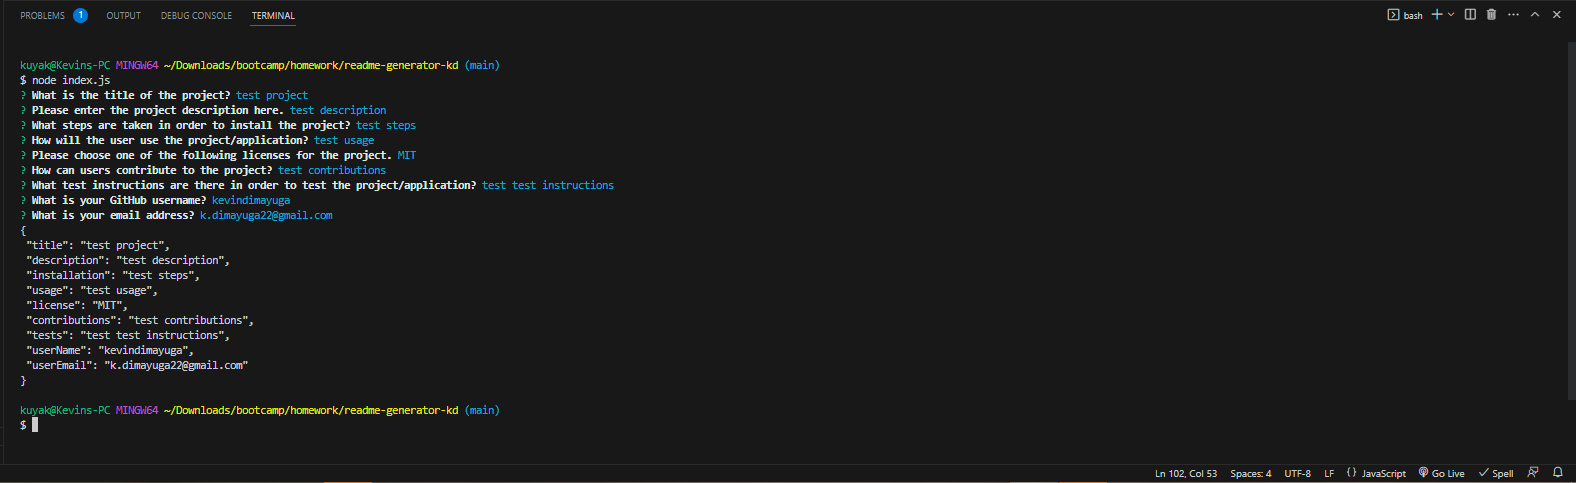 PROBLEMS 1 OUTPUT DEBUG CONSOLE TERMINAL bash
kuyak@Kevins-PC MINGW64 ~/Downloads/bootcamp/homework/readme-generator-kd (main)
$ node index.js
? What is the title of the project? test project
? Please enter the project description here. test description
? What steps are taken in order to install the project? test steps
? How will the user use the project/application? test usage
? Please choose one of the following licenses for the project. MIT
? How can users contribute to the project? test contributions
? What test instructions are there in order to test the project/application? test test instructions
? What is your GitHub username? kevindimayuga
? What is your email address? k.dimayuga22@gmail.com
{
 "title": "test project",
 "description": "test description",
 "installation": "test steps",
 "usage": "test usage",
 "license": "MIT",
 "contributions": "test contributions",
 "tests": "test test instructions",
 "userName": "kevindimayuga",
 "userEmail": "k.dimayuga22@gmail.com"
}
kuyak@Kevins-PC MINGW64 ~/Downloads/bootcamp/homework/readme-generator-kd (main)
$
Ln 102, Col 53 Spaces: 4 UTF-8 LF {} JavaScript Go Live Spell